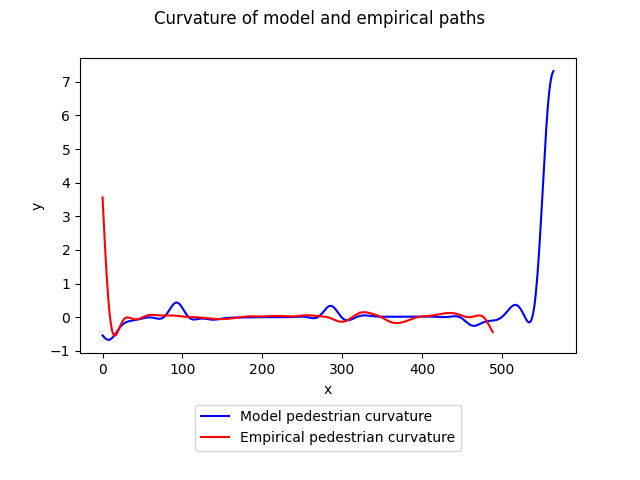 Curvature of model and empirical paths
7
6
5
4
3
2
1
0
−1
y
0 100 200 300 400 500
x
Model pedestrian curvature
Empirical pedestrian curvature